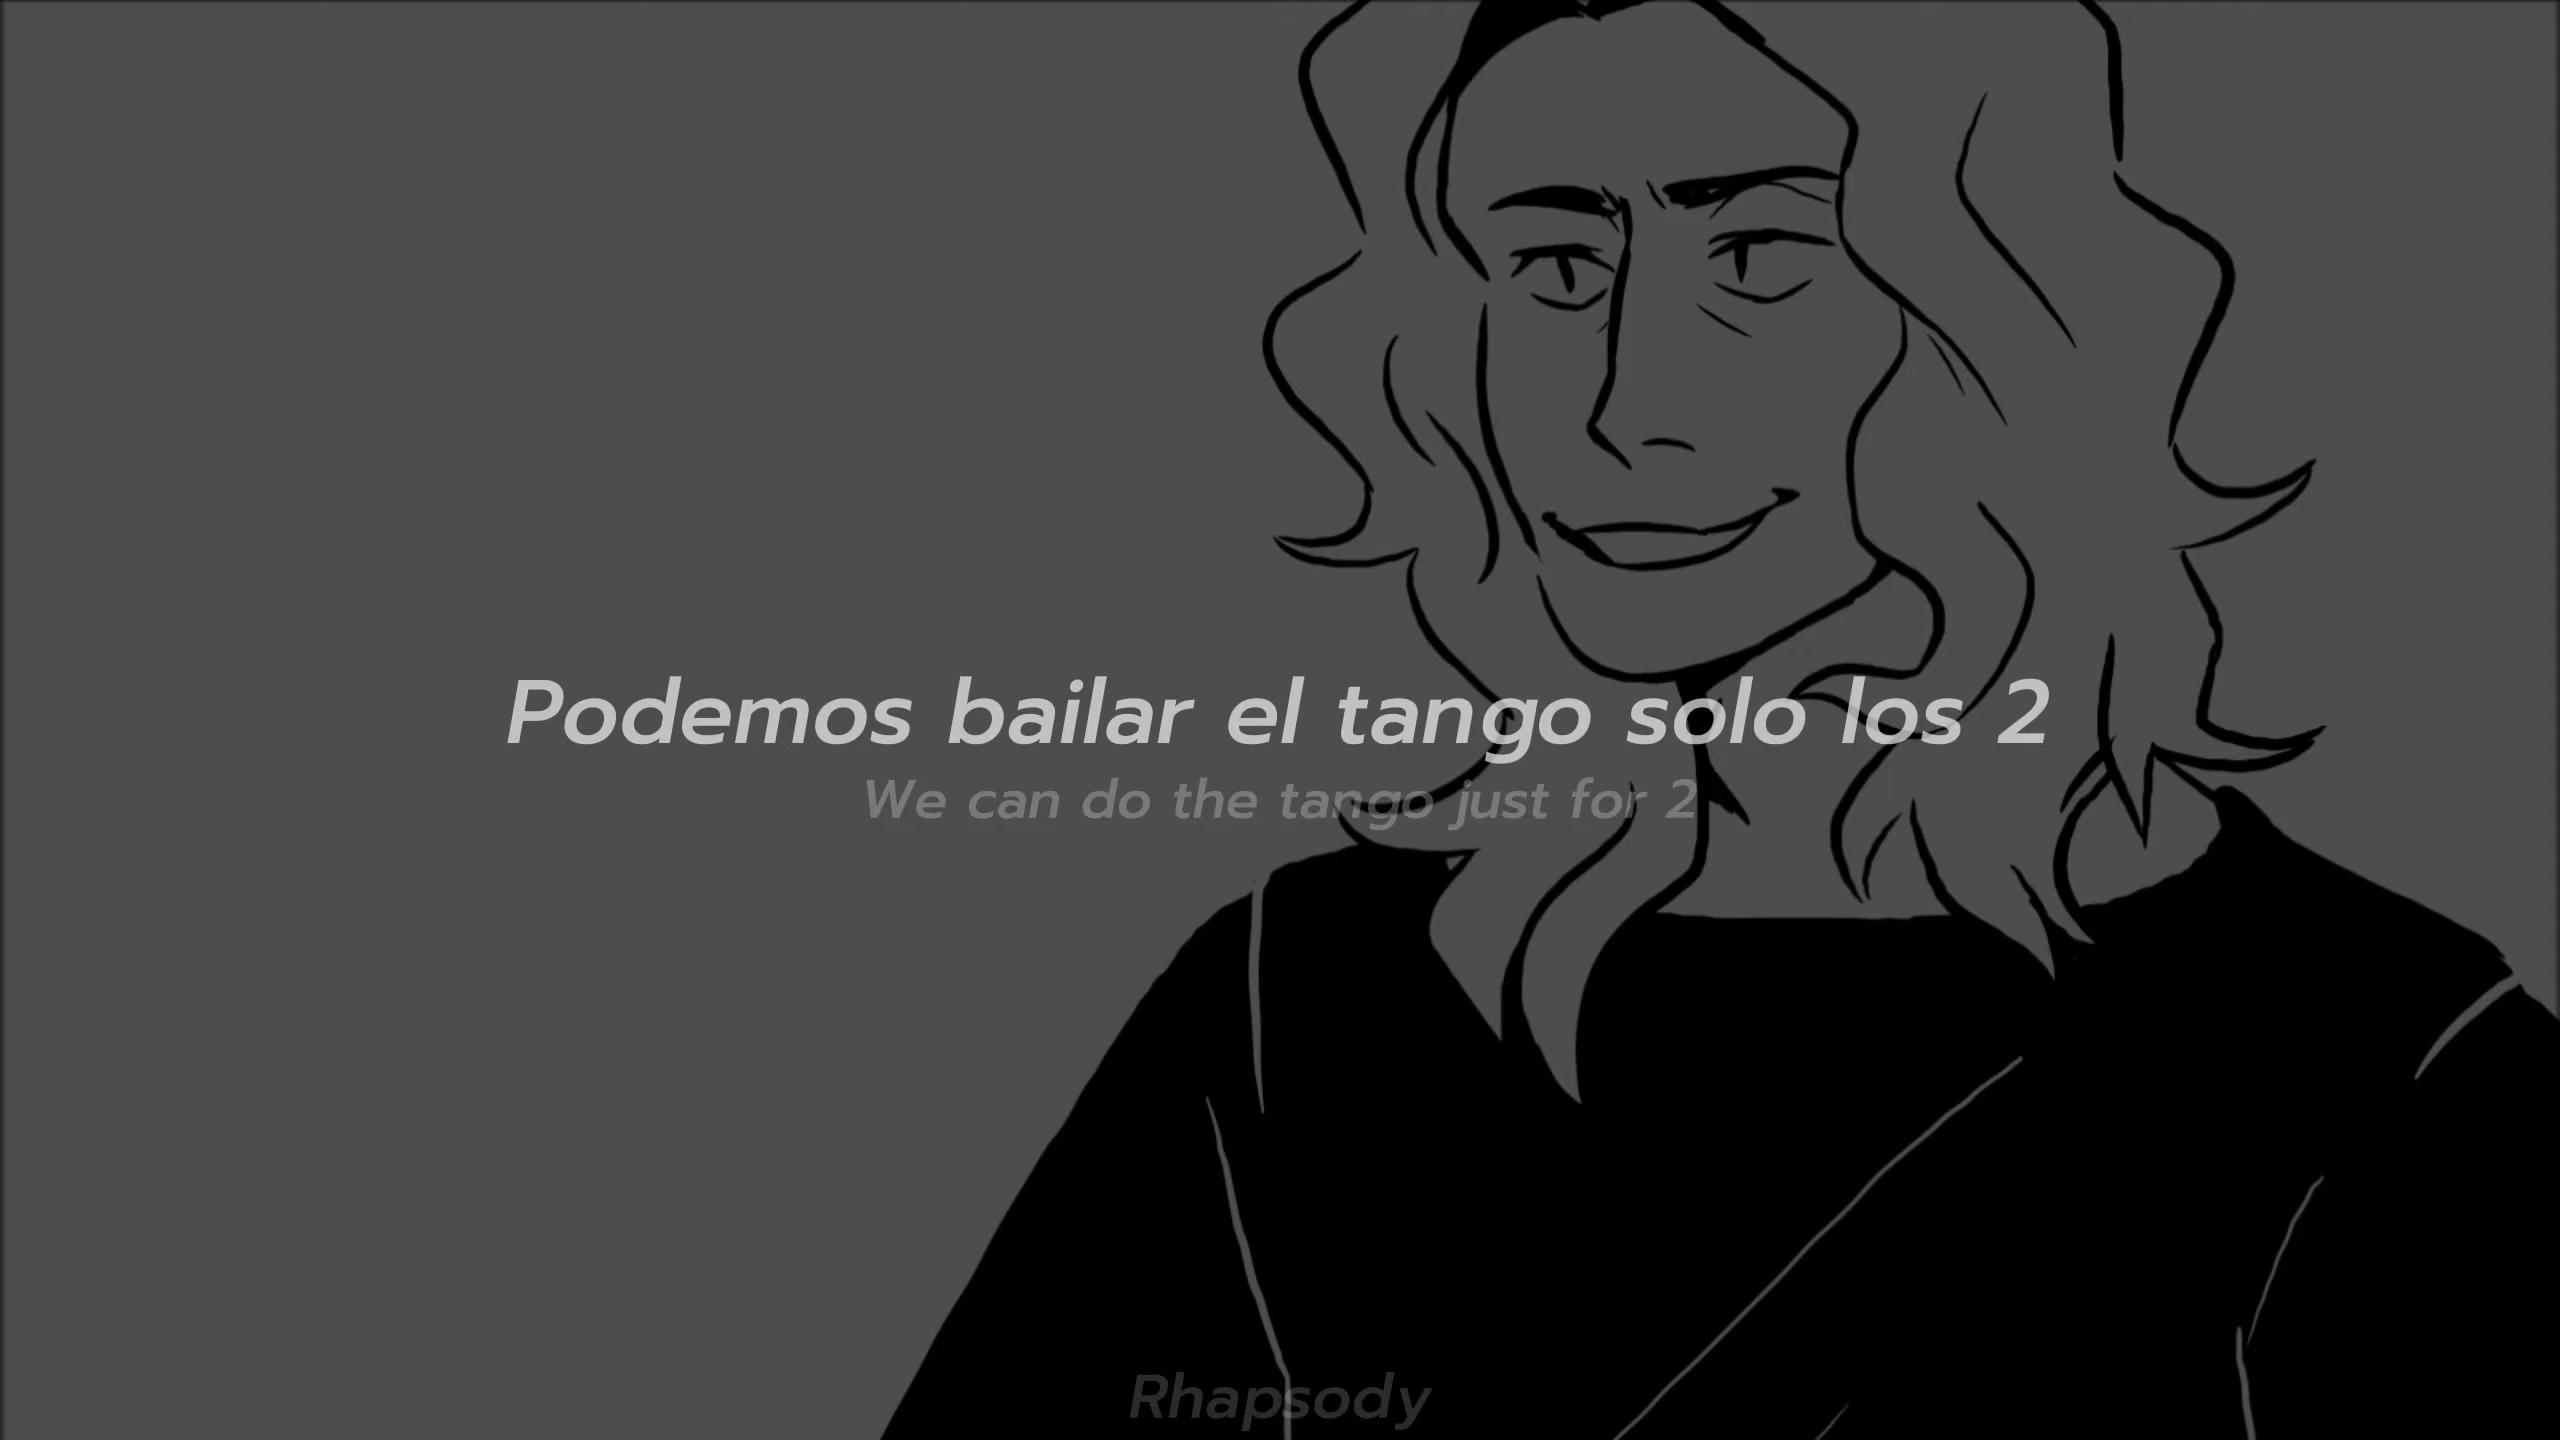 Podemos bailar el tango solo los 2
We can do the tango just for 2
Rhapsody